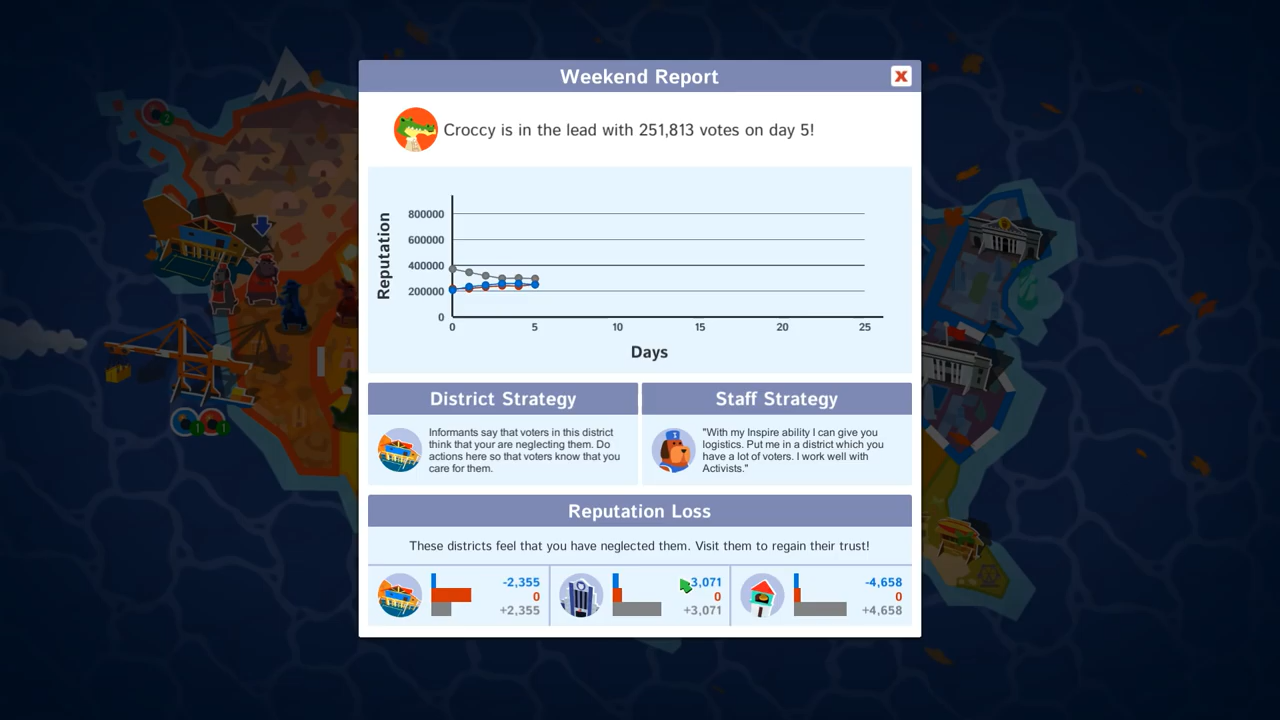 Weekend Report
X
Croccy is in the lead with 251,813 votes on day 5!
Reputation
800000
600000
400000
200000
0
0 5 10 15 20 25
Days
District Strategy
Informants say that voters in this district
think that your are neglecting them. Do
actions here so that voters know that you
care for them.
Staff Strategy
"With my Inspire ability I can give you
logistics. Put me in a district which you
have a lot of voters. I work well with
Activists."
Reputation Loss
These districts feel that you have neglected them. Visit them to regain their trust!
-2,355
0
+2,355
3,071
0
+3,071
-4,658
0
+4,658
2
1
1